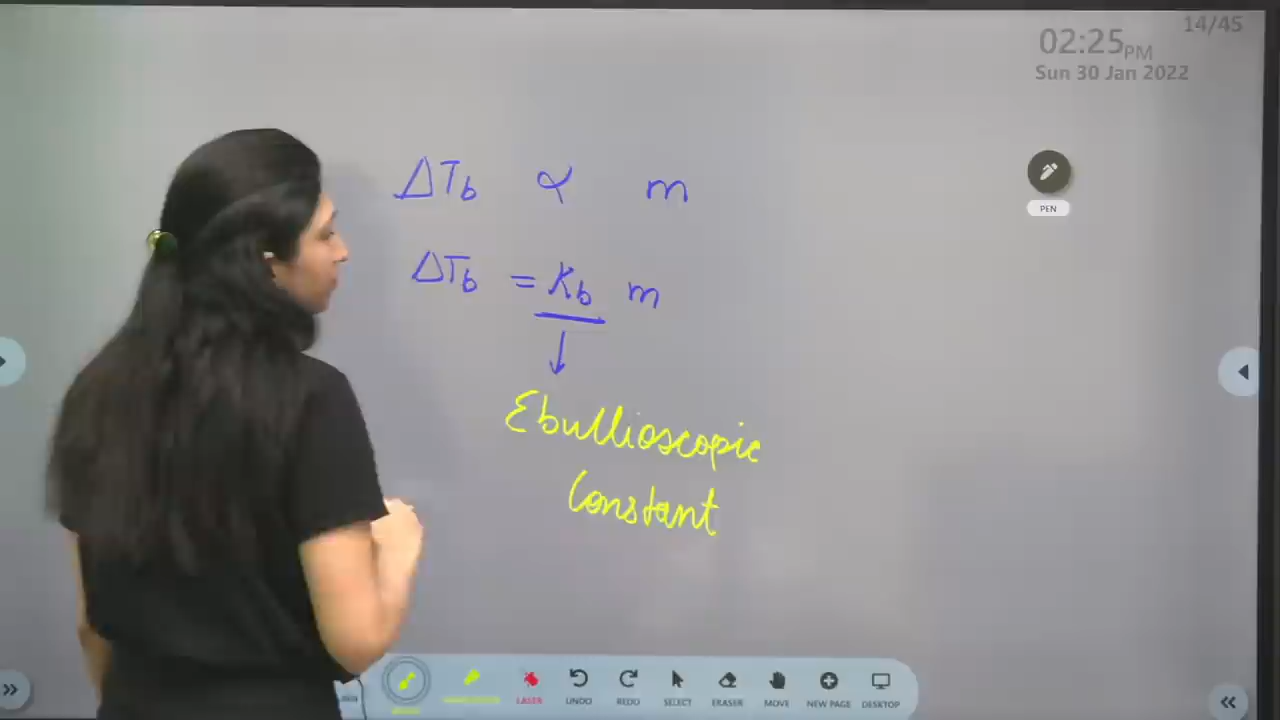 14/45
02:25PM
Sun 30 Jan 2022
ΔTb ∝ m
PEN
ΔTb = Kb m
↓
Ebullioscopic
Constant
LASER UNDO REDO SELECT ERASER MOVE NEW PAGE DESKTOP